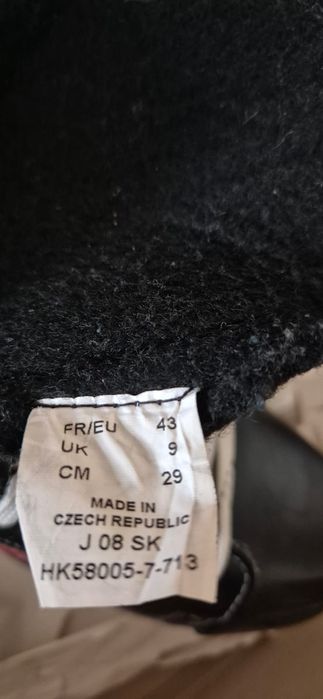 FR/EU 43
UK 9
CM 29
MADE IN
CZECH REPUBLIC
J 08 SK
HK58005-7-713